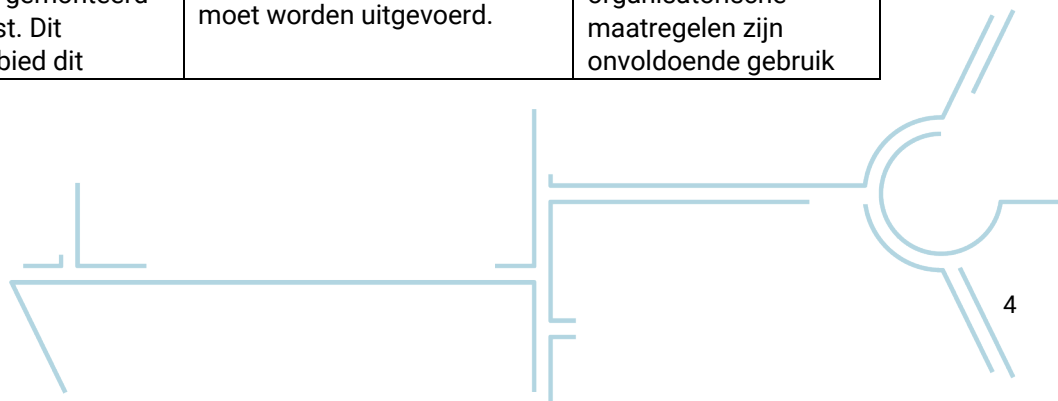 gemonteerd
st. Dit
bied dit
moet worden uitgevoerd.
organisatorische
maatregelen zijn
onvoldoende gebruik
4